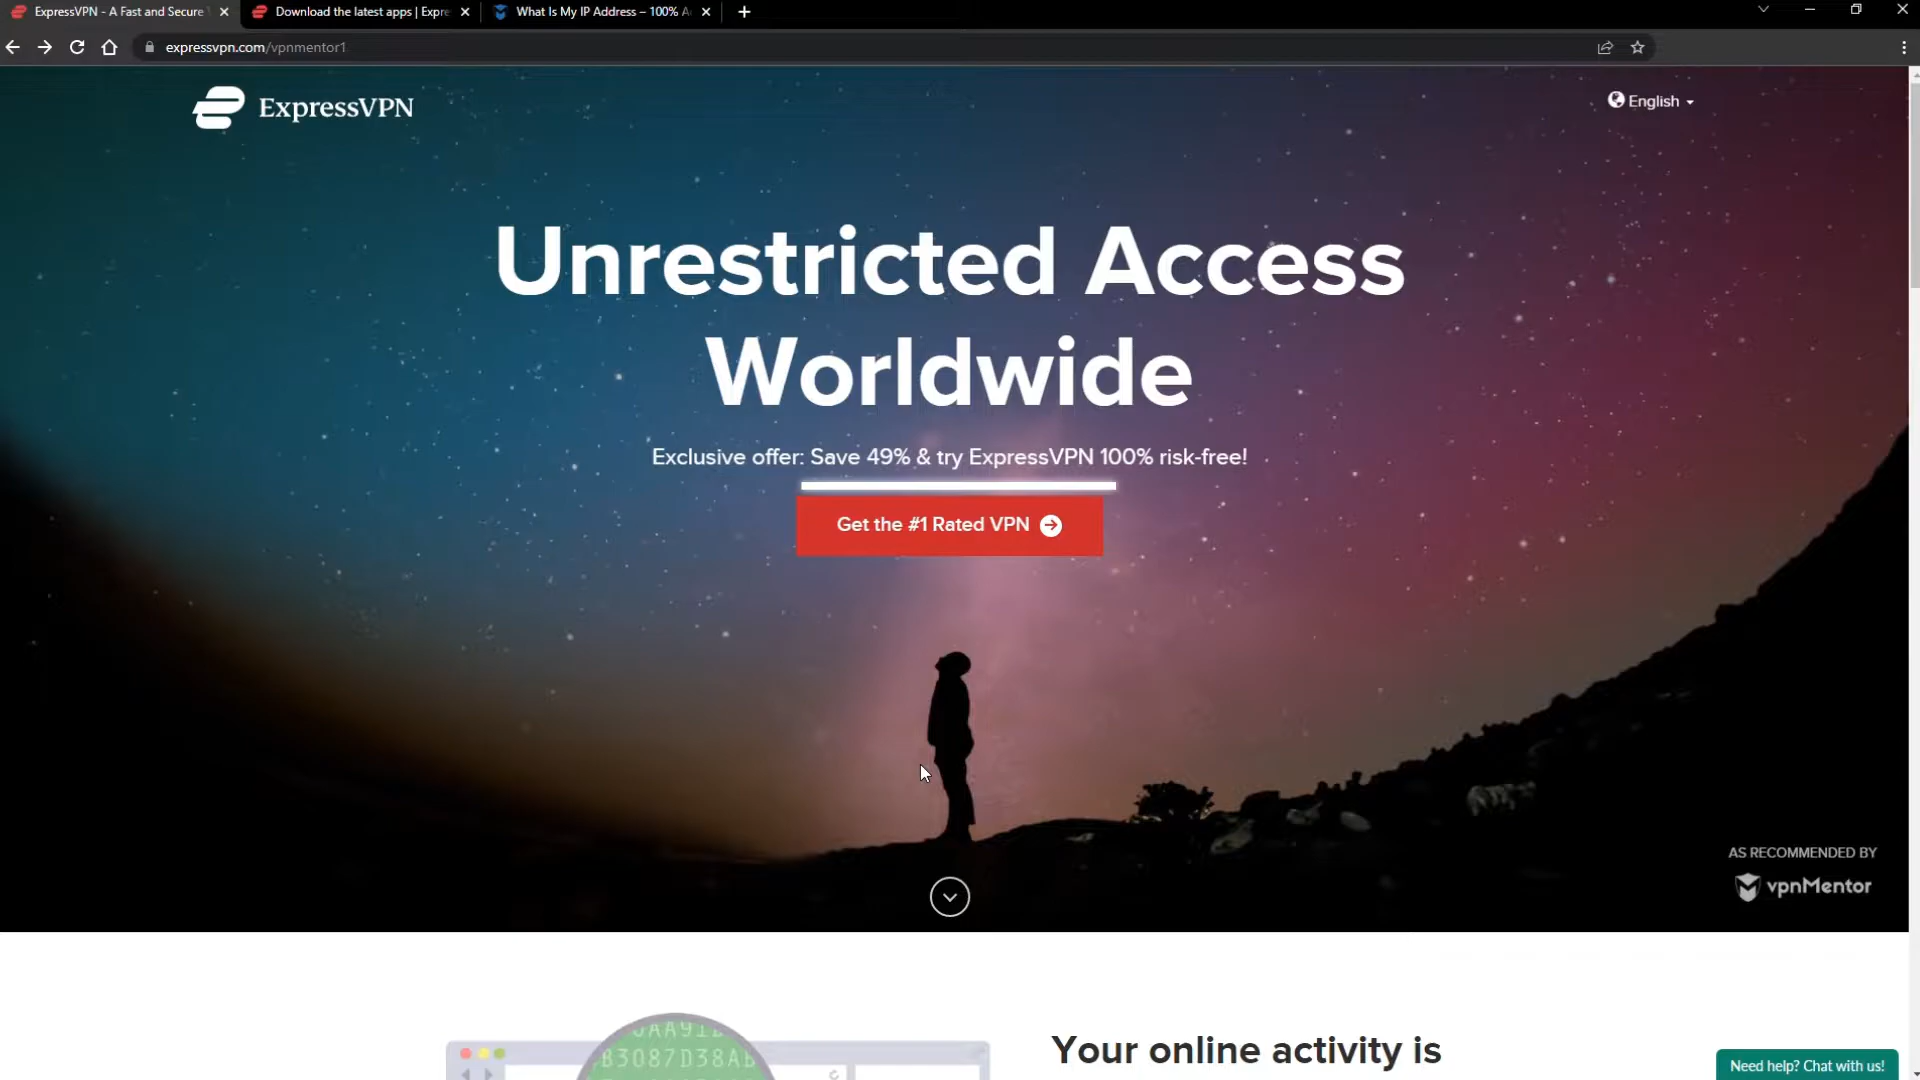 ExpressVPN - A Fast and Secure
Download the latest apps | Expre
What Is My IP Address – 100% A
expressvpn.com/vpnmentor1
ExpressVPN
English
Unrestricted Access
Worldwide
Exclusive offer: Save 49% & try ExpressVPN 100% risk-free!
Get the #1 Rated VPN
AS RECOMMENDED BY
vpnMentor
B3087D38AB
Your online activity is
Need help? Chat with us!